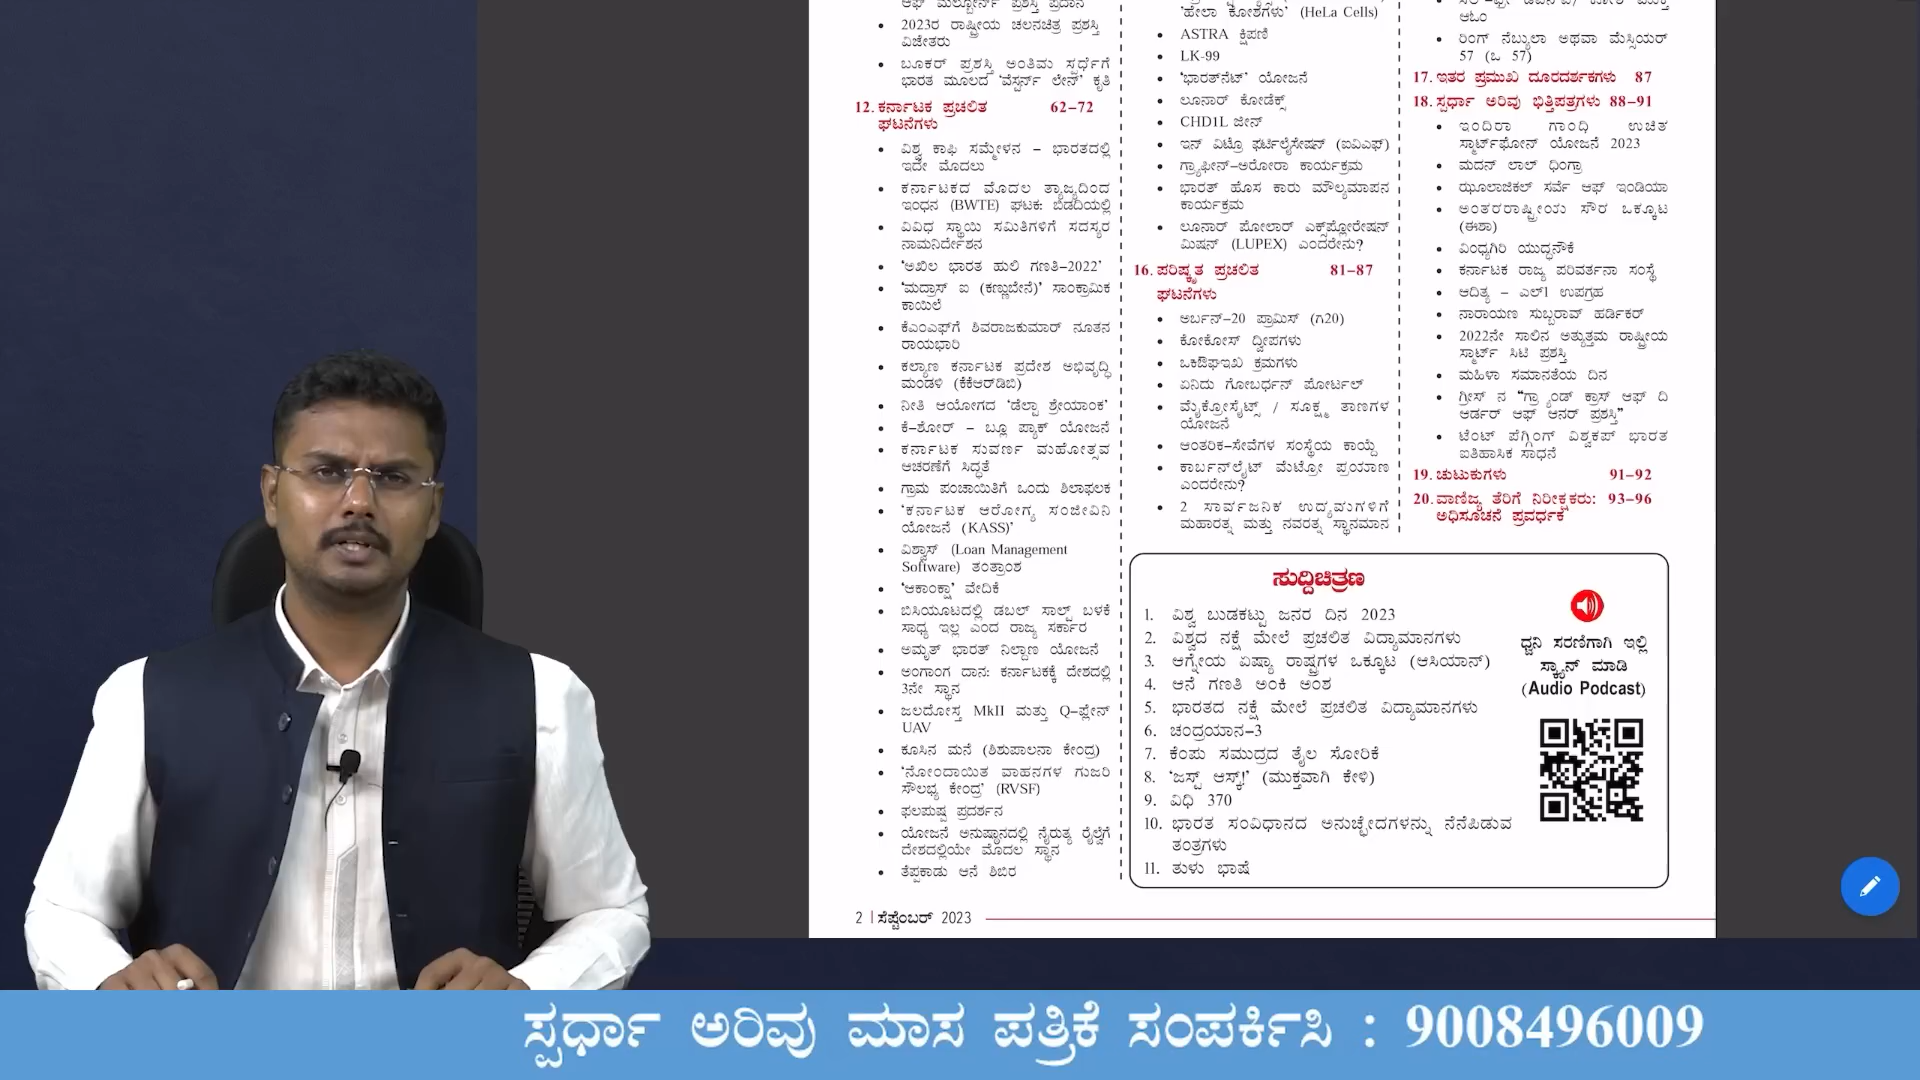 ಆಫ್ ಮೆಲ್ಬೋರ್ನ್ ಪ್ರಶಸ್ತಿ ಪ್ರದಾನ
2023ರ ರಾಷ್ಟ್ರೀಯ ಚಲನಚಿತ್ರ ಪ್ರಶಸ್ತಿ
ವಿಜೇತರು
ಬೂಕರ್ ಪ್ರಶಸ್ತಿ ಅಂತಿಮ ಸ್ಪರ್ಧೆಗೆ
ಭಾರತ ಮೂಲದ 'ವೆಸ್ಟರ್ನ್ ಲೇನ್' ಕೃತಿ
12. ಕರ್ನಾಟಕ ಪ್ರಚಲಿತ 62–72
ಘಟನೆಗಳು
ವಿಶ್ವ ಕಾಫಿ ಸಮ್ಮೇಳನ – ಭಾರತದಲ್ಲಿ
ಇದೇ ಮೊದಲು
ಕರ್ನಾಟಕದ ಮೊದಲ ತ್ಯಾಜ್ಯದಿಂದ
ಇಂಧನ (BWTE) ಘಟಕ: ಬಿಡದಿಯಲ್ಲಿ
ವಿವಿಧ ಸ್ಥಾಯಿ ಸಮಿತಿಗಳಿಗೆ ಸದಸ್ಯರ
ನಾಮನಿರ್ದೇಶನ
'ಅಖಿಲ ಭಾರತ ಹುಲಿ ಗಣತಿ–2022'
'ಮದ್ರಾಸ್ ಐ (ಕಣ್ಣುಬೇನೆ)' ಸಾಂಕ್ರಾಮಿಕ
ಕಾಯಿಲೆ
ಕೆಎಂಎಫ್‌ಗೆ ಶಿವರಾಜಕುಮಾರ್ ನೂತನ
ರಾಯಭಾರಿ
ಕಲ್ಯಾಣ ಕರ್ನಾಟಕ ಪ್ರದೇಶ ಅಭಿವೃದ್ಧಿ
ಮಂಡಳಿ (ಕೆಕೆಆರ್‌ಡಿಬಿ)
ನೀತಿ ಆಯೋಗದ 'ಡೆಲ್ಟಾ ಶ್ರೇಯಾಂಕ'
ಕೆ–ಶೋರ್ – ಬ್ಲೂ ಪ್ಯಾಕ್ ಯೋಜನೆ
ಕರ್ನಾಟಕ ಸುವರ್ಣ ಮಹೋತ್ಸವ
ಆಚರಣೆಗೆ ಸಿದ್ಧತೆ
ಗ್ರಾಮ ಪಂಚಾಯಿತಿಗೆ ಒಂದು ಶಿಲಾಫಲಕ
'ಕರ್ನಾಟಕ ಆರೋಗ್ಯ ಸಂಜೀವಿನಿ
ಯೋಜನೆ (KASS)'
ವಿಶ್ವಾಸ್ (Loan Management
Software) ತಂತ್ರಾಂಶ
'ಆಕಾಂಕ್ಷಾ' ವೇದಿಕೆ
ಬಿಸಿಯೂಟದಲ್ಲಿ ಡಬಲ್ ಸಾಲ್ಟ್ ಬಳಕೆ
ಸಾಧ್ಯ ಇಲ್ಲ ಎಂದ ರಾಜ್ಯ ಸರ್ಕಾರ
ಅಮೃತ್ ಭಾರತ್ ನಿಲ್ದಾಣ ಯೋಜನೆ
ಅಂಗಾಂಗ ದಾನ: ಕರ್ನಾಟಕಕ್ಕೆ ದೇಶದಲ್ಲಿ
3ನೇ ಸ್ಥಾನ
ಜಲದೋಸ್ತ MkII ಮತ್ತು Q–ಪ್ಲೇನ್
UAV
ಕೂಸಿನ ಮನೆ (ಶಿಶುಪಾಲನಾ ಕೇಂದ್ರ)
'ನೋಂದಾಯಿತ ವಾಹನಗಳ ಗುಜರಿ
ಸೌಲಭ್ಯ ಕೇಂದ್ರ' (RVSF)
ಫಲಪುಷ್ಪ ಪ್ರದರ್ಶನ
ಯೋಜನೆ ಅನುಷ್ಠಾನದಲ್ಲಿ ನೈರುತ್ಯ ರೈಲ್ವೆಗೆ
ದೇಶದಲ್ಲಿಯೇ ಮೊದಲ ಸ್ಥಾನ
ತೆಪ್ಪಕಾಡು ಆನೆ ಶಿಬಿರ
'ಹೇಲಾ ಕೋಶಗಳು' (HeLa Cells)
ASTRA ಕ್ಷಿಪಣಿ
LK-99
'ಭಾರತ್‌ನೆಟ್' ಯೋಜನೆ
ಲೂನಾರ್ ಕೋಡೆಕ್ಸ್
CHD1L ಜೀನ್
ಇನ್ ವಿಟ್ರೊ ಫರ್ಟಿಲೈಸೇಷನ್ (ಐವಿಎಫ್)
ಗ್ರ್ಯಾಫೀನ್–ಅರೋರಾ ಕಾರ್ಯಕ್ರಮ
ಭಾರತ್ ಹೊಸ ಕಾರು ಮೌಲ್ಯಮಾಪನ
ಕಾರ್ಯಕ್ರಮ
ಲೂನಾರ್ ಪೋಲಾರ್ ಎಕ್ಸ್‌ಪ್ಲೋರೇಷನ್
ಮಿಷನ್ (LUPEX) ಎಂದರೇನು?
16. ಪರಿಷ್ಕೃತ ಪ್ರಚಲಿತ 81–87
ಘಟನೆಗಳು
ಅರ್ಬನ್–20 ಪ್ರಾಮಿಸ್ (ಗಿ20)
ಕೋಕೋಸ್ ದ್ವೀಪಗಳು
ಒಕಿಔಘಇಖ ಕ್ರಮಗಳು
ಏನಿದು ಗೋಬರ್ಧನ್ ಪೋರ್ಟಲ್
ಮೈಕ್ರೋಸೈಟ್ಸ್ / ಸೂಕ್ಷ್ಮ ತಾಣಗಳ
ಯೋಜನೆ
ಆಂತರಿಕ–ಸೇವೆಗಳ ಸಂಸ್ಥೆಯ ಕಾಯ್ದೆ
ಕಾರ್ಬನ್‌ಲೈಟ್ ಮೆಟ್ರೋ ಪ್ರಯಾಣ
ಎಂದರೇನು?
2 ಸಾರ್ವಜನಿಕ ಉದ್ಯಮಗಳಿಗೆ
ಮಹಾರತ್ನ ಮತ್ತು ನವರತ್ನ ಸ್ಥಾನಮಾನ
ರಿಂಗ್ ನೆಬ್ಯುಲಾ ಅಥವಾ ಮೆಸ್ಸಿಯರ್
57 (ಒ 57)
17. ಇತರ ಪ್ರಮುಖ ದೂರದರ್ಶಕಗಳು 87
18. ಸ್ಪರ್ಧಾ ಅರಿವು ಭಿತ್ತಿಪತ್ರಗಳು 88–91
ಇಂದಿರಾ ಗಾಂಧಿ ಉಚಿತ
ಸ್ಮಾರ್ಟ್‌ಫೋನ್ ಯೋಜನೆ 2023
ಮದನ್ ಲಾಲ್ ಧಿಂಗ್ರಾ
ಝೂಲಾಜಿಕಲ್ ಸರ್ವೆ ಆಫ್ ಇಂಡಿಯಾ
ಅಂತರರಾಷ್ಟ್ರೀಯ ಸೌರ ಒಕ್ಕೂಟ
(ಈಶಾ)
ವಿಂಧ್ಯಗಿರಿ ಯುದ್ಧನೌಕೆ
ಕರ್ನಾಟಕ ರಾಜ್ಯ ಪರಿವರ್ತನಾ ಸಂಸ್ಥೆ
ಆದಿತ್ಯ – ಎಲ್1 ಉಪಗ್ರಹ
ನಾರಾಯಣ ಸುಬ್ಬರಾವ್ ಹರ್ಡಿಕರ್
2022ನೇ ಸಾಲಿನ ಅತ್ಯುತ್ತಮ ರಾಷ್ಟ್ರೀಯ
ಸ್ಮಾರ್ಟ್ ಸಿಟಿ ಪ್ರಶಸ್ತಿ
ಮಹಿಳಾ ಸಮಾನತೆಯ ದಿನ
ಗ್ರೀಸ್ ನ "ಗ್ರ್ಯಾಂಡ್ ಕ್ರಾಸ್ ಆಫ್ ದಿ
ಆರ್ಡರ್ ಆಫ್ ಆನರ್ ಪ್ರಶಸ್ತಿ"
ಟೆಂಟ್ ಪೆಗ್ಗಿಂಗ್ ವಿಶ್ವಕಪ್ ಭಾರತ
ಐತಿಹಾಸಿಕ ಸಾಧನೆ
19. ಚುಟುಕುಗಳು 91–92
20. ವಾಣಿಜ್ಯ ತೆರಿಗೆ ನಿರೀಕ್ಷಕರು: 93–96
ಅಧಿಸೂಚನೆ ಪ್ರವರ್ಧಕ
ಸುದ್ದಿಚಿತ್ರಣ
1. ವಿಶ್ವ ಬುಡಕಟ್ಟು ಜನರ ದಿನ 2023
2. ವಿಶ್ವದ ನಕ್ಷೆ ಮೇಲೆ ಪ್ರಚಲಿತ ವಿದ್ಯಾಮಾನಗಳು
3. ಆಗ್ನೇಯ ಏಷ್ಯಾ ರಾಷ್ಟ್ರಗಳ ಒಕ್ಕೂಟ (ಆಸಿಯಾನ್)
4. ಆನೆ ಗಣತಿ ಅಂಕಿ ಅಂಶ
5. ಭಾರತದ ನಕ್ಷೆ ಮೇಲೆ ಪ್ರಚಲಿತ ವಿದ್ಯಾಮಾನಗಳು
6. ಚಂದ್ರಯಾನ–3
7. ಕೆಂಪು ಸಮುದ್ರದ ತೈಲ ಸೋರಿಕೆ
8. 'ಜಸ್ಟ್ ಆಸ್ಕ್!' (ಮುಕ್ತವಾಗಿ ಕೇಳಿ)
9. ವಿಧಿ 370
10. ಭಾರತ ಸಂವಿಧಾನದ ಅನುಚ್ಛೇದಗಳನ್ನು ನೆನೆಪಿಡುವ
ತಂತ್ರಗಳು
11. ತುಳು ಭಾಷೆ
ಧ್ವನಿ ಸರಣಿಗಾಗಿ ಇಲ್ಲಿ
ಸ್ಕ್ಯಾನ್ ಮಾಡಿ
(Audio Podcast)
2 | ಸೆಪ್ಟೆಂಬರ್ 2023
ಸ್ಪರ್ಧಾ ಅರಿವು ಮಾಸ ಪತ್ರಿಕೆ ಸಂಪರ್ಕಿಸಿ : 9008496009